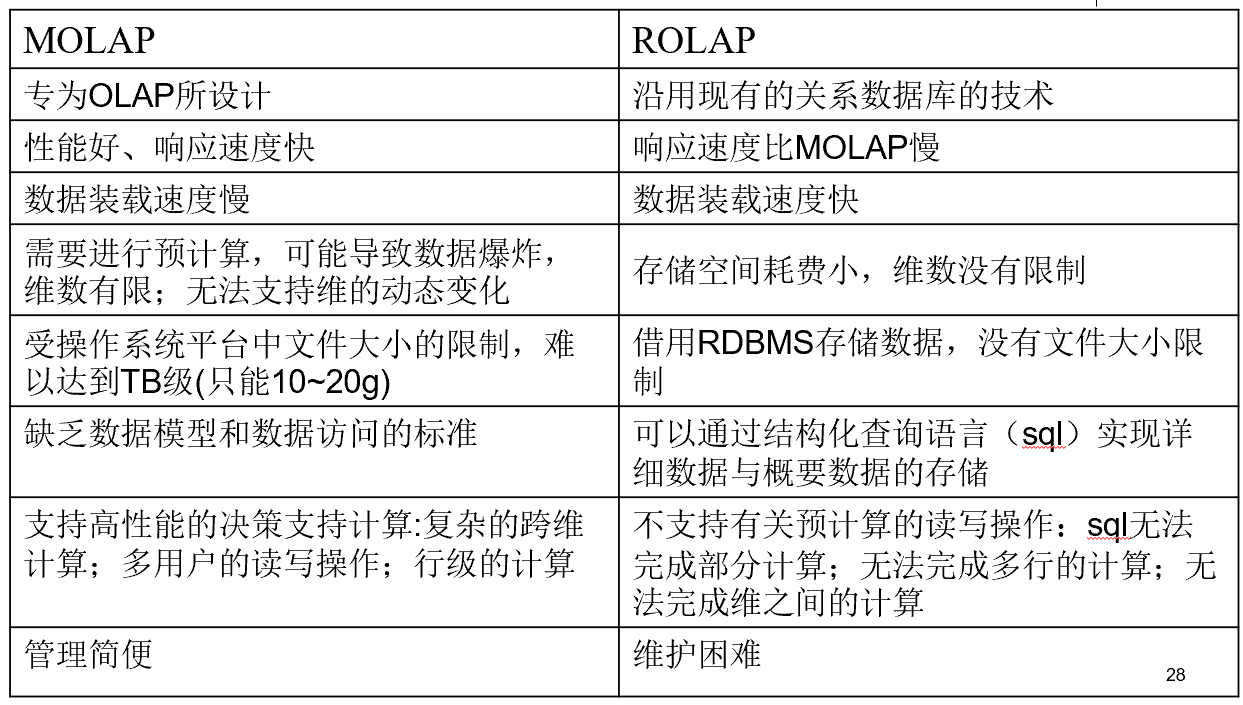 MOLAP
ROLAP
专为OLAP所设计
沿用现有的关系数据库的技术
性能好、响应速度快
响应速度比MOLAP慢
数据装载速度慢
数据装载速度快
需要进行预计算，可能导致数据爆炸，
维数有限；无法支持维的动态变化
存储空间耗费小，维数没有限制
受操作系统平台中文件大小的限制，难
以达到TB级(只能10~20g)
借用RDBMS存储数据，没有文件大小限
制
缺乏数据模型和数据访问的标准
可以通过结构化查询语言（sql）实现详
细数据与概要数据的存储
支持高性能的决策支持计算:复杂的跨维
计算；多用户的读写操作；行级的计算
不支持有关预计算的读写操作：sql无法
完成部分计算；无法完成多行的计算；无
法完成维之间的计算
管理简便
维护困难
28